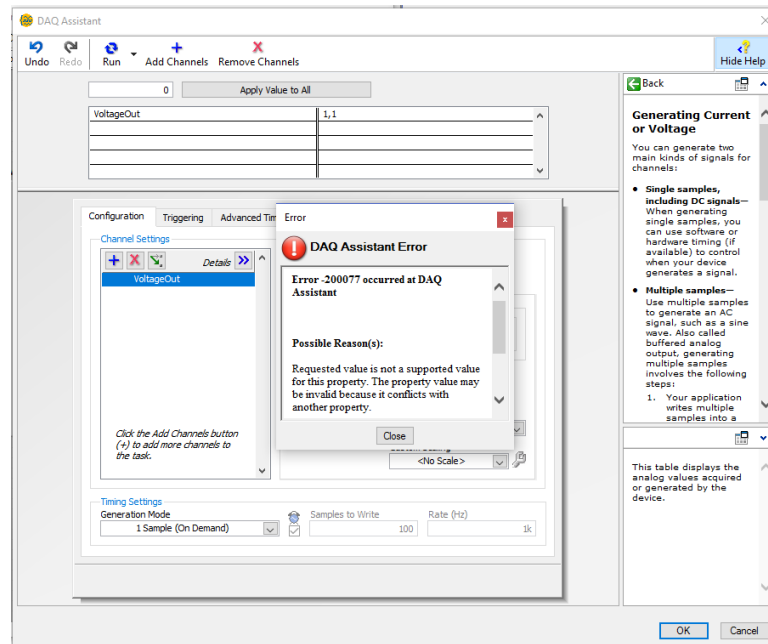 DAQ Assistant
Undo Redo Run Add Channels Remove Channels Hide Help
0 Apply Value to All
VoltageOut 1,1
Back
Generating Current
or Voltage
You can generate two
main kinds of signals for
channels:
• Single samples,
including DC signals—
When generating
single samples, you
can use software or
hardware timing (if
available) to control
when your device
generates a signal.
• Multiple samples—
Use multiple samples
to generate an AC
signal, such as a sine
wave. Also called
buffered analog
output, generating
multiple samples
involves the following
steps:
1. Your application
writes multiple
samples into a
This table displays the
analog values acquired
or generated by the
device.
Configuration Triggering Advanced Tim
Channel Settings
Details
VoltageOut
Click the Add Channels button
(+) to add more channels to
the task.
Error
DAQ Assistant Error
Error -200077 occurred at DAQ
Assistant
Possible Reason(s):
Requested value is not a supported value
for this property. The property value may
be invalid because it conflicts with
another property.
Close
<No Scale>
Timing Settings
Generation Mode Samples to Write Rate (Hz)
1 Sample (On Demand) 100 1k
OK Cancel